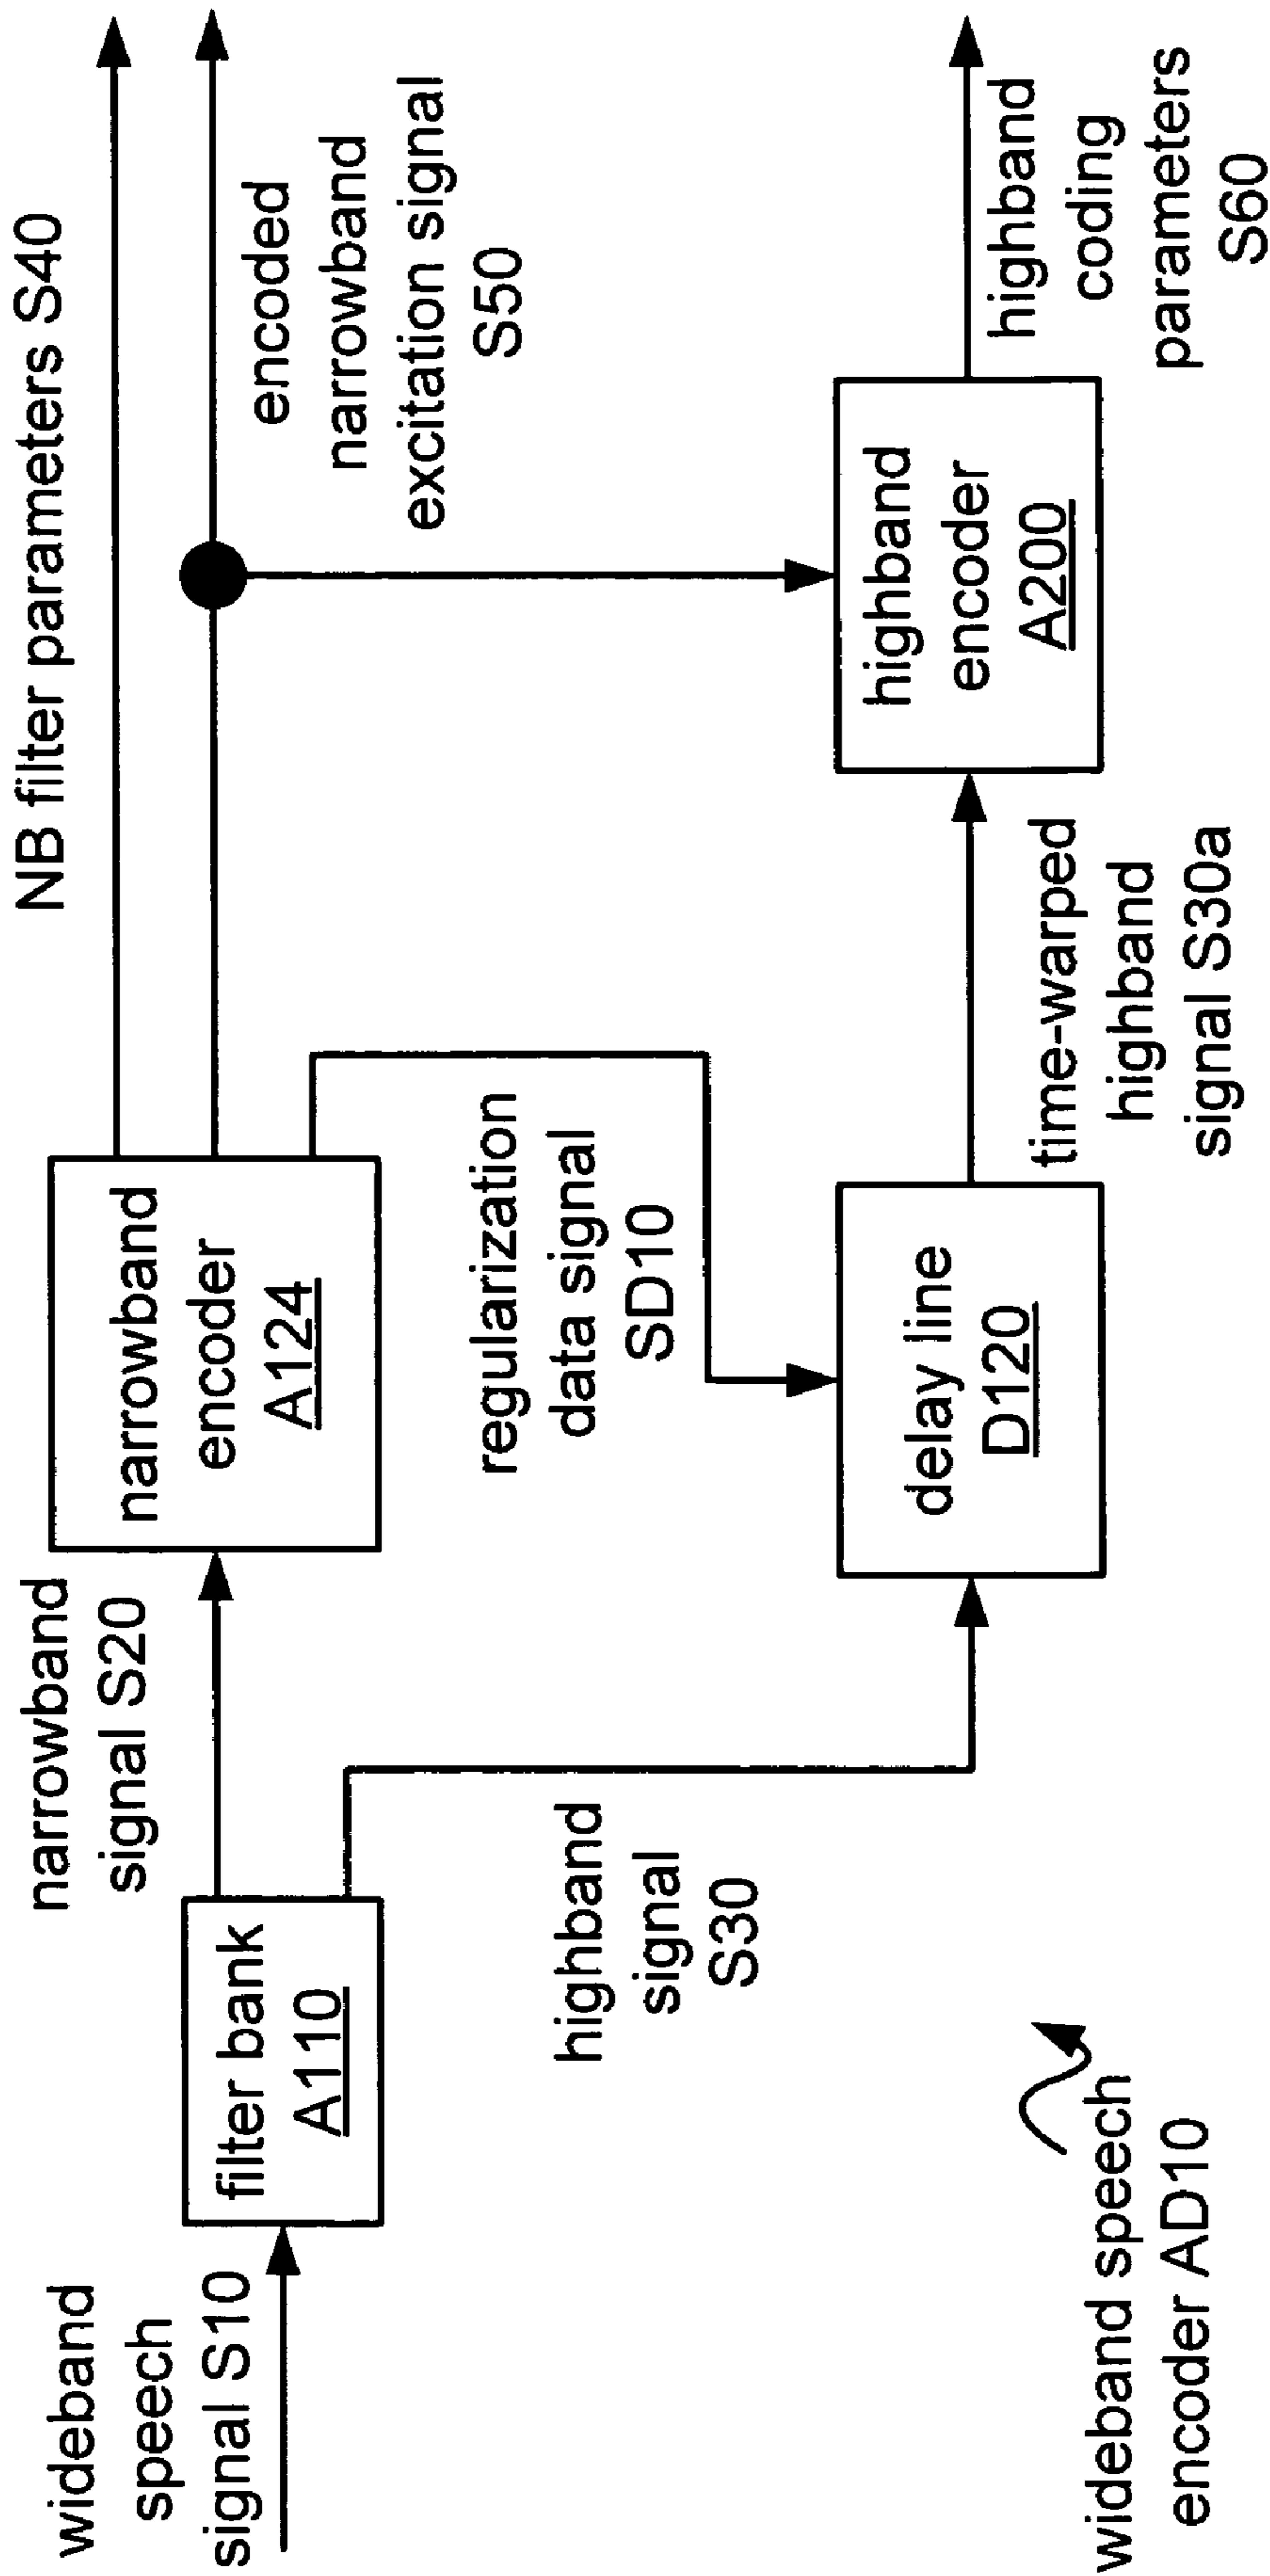 wideband
speech
signal S10
filter bank
A110
narrowband
signal S20
highband
signal
S30
narrowband
encoder
A124
regularization
data signal
SD10
delay line
D120
NB filter parameters S40
encoded
narrowband
excitation signal
S50
time-warped
highband
signal S30a
highband
encoder
A200
highband
coding
parameters
S60
wideband speech
encoder AD10